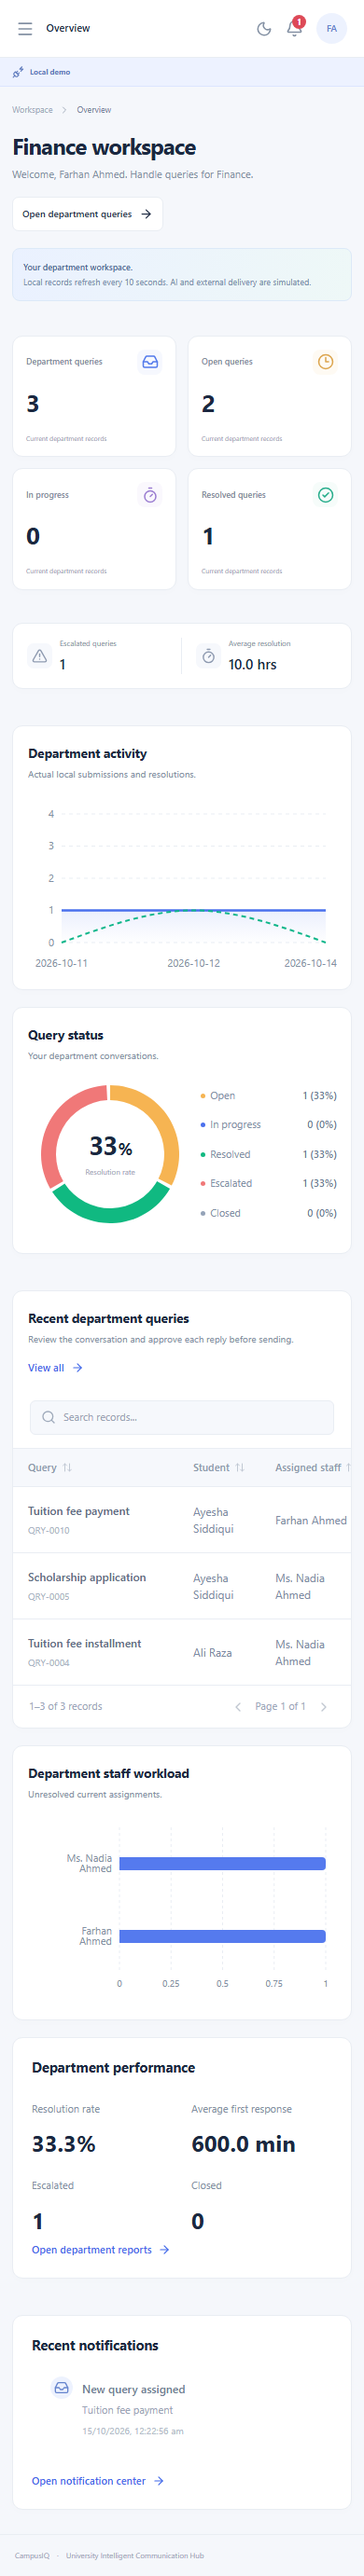 Overview
1
FA
Local demo
Workspace > Overview
Finance workspace
Welcome, Farhan Ahmed. Handle queries for Finance.
Open department queries →
Your department workspace.
Local records refresh every 10 seconds. AI and external delivery are simulated.
Department queries
3
Current department records
Open queries
2
Current department records
In progress
0
Current department records
Resolved queries
1
Current department records
Escalated queries
1
Average resolution
10.0 hrs
Department activity
Actual local submissions and resolutions.
4
3
2
1
0
2026-10-11 2026-10-12 2026-10-14
Query status
Your department conversations.
33%
Resolution rate
Open 1 (33%)
In progress 0 (0%)
Resolved 1 (33%)
Escalated 1 (33%)
Closed 0 (0%)
Recent department queries
Review the conversation and approve each reply before sending.
View all →
Search records...
Query Student Assigned staff
Tuition fee payment
QRY-0010
Ayesha
Siddiqui
Farhan Ahmed
Scholarship application
QRY-0005
Ayesha
Siddiqui
Ms. Nadia
Ahmed
Tuition fee installment
QRY-0004
Ali Raza
Ms. Nadia
Ahmed
1–3 of 3 records
Page 1 of 1
Department staff workload
Unresolved current assignments.
Ms. Nadia
Ahmed
Farhan
Ahmed
0 0.25 0.5 0.75 1
Department performance
Resolution rate
33.3%
Average first response
600.0 min
Escalated
1
Closed
0
Open department reports →
Recent notifications
New query assigned
Tuition fee payment
15/10/2026, 12:22:56 am
Open notification center →
CampusIQ · University Intelligent Communication Hub